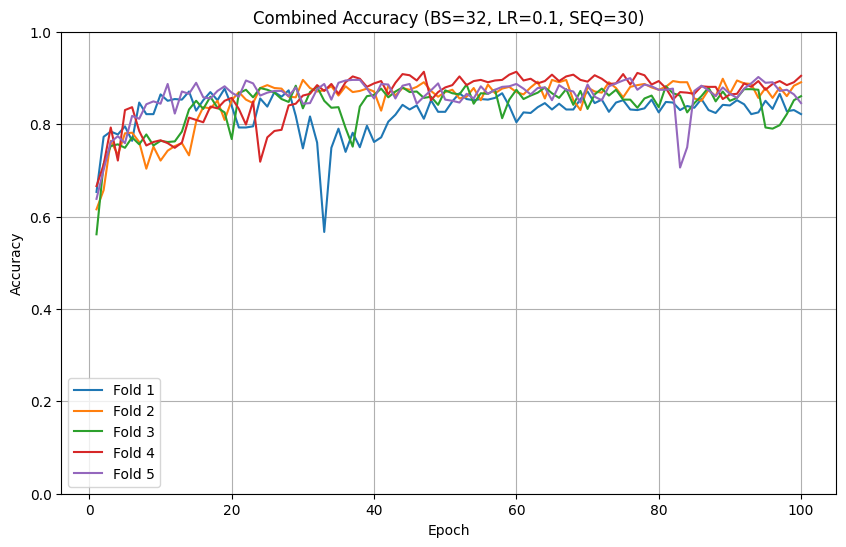 Combined Accuracy (BS=32, LR=0.1, SEQ=30)
1.0
0.8
0.6
0.4
0.2
0.0
Accuracy
Fold 1
Fold 2
Fold 3
Fold 4
Fold 5
0 20 40 60 80 100
Epoch